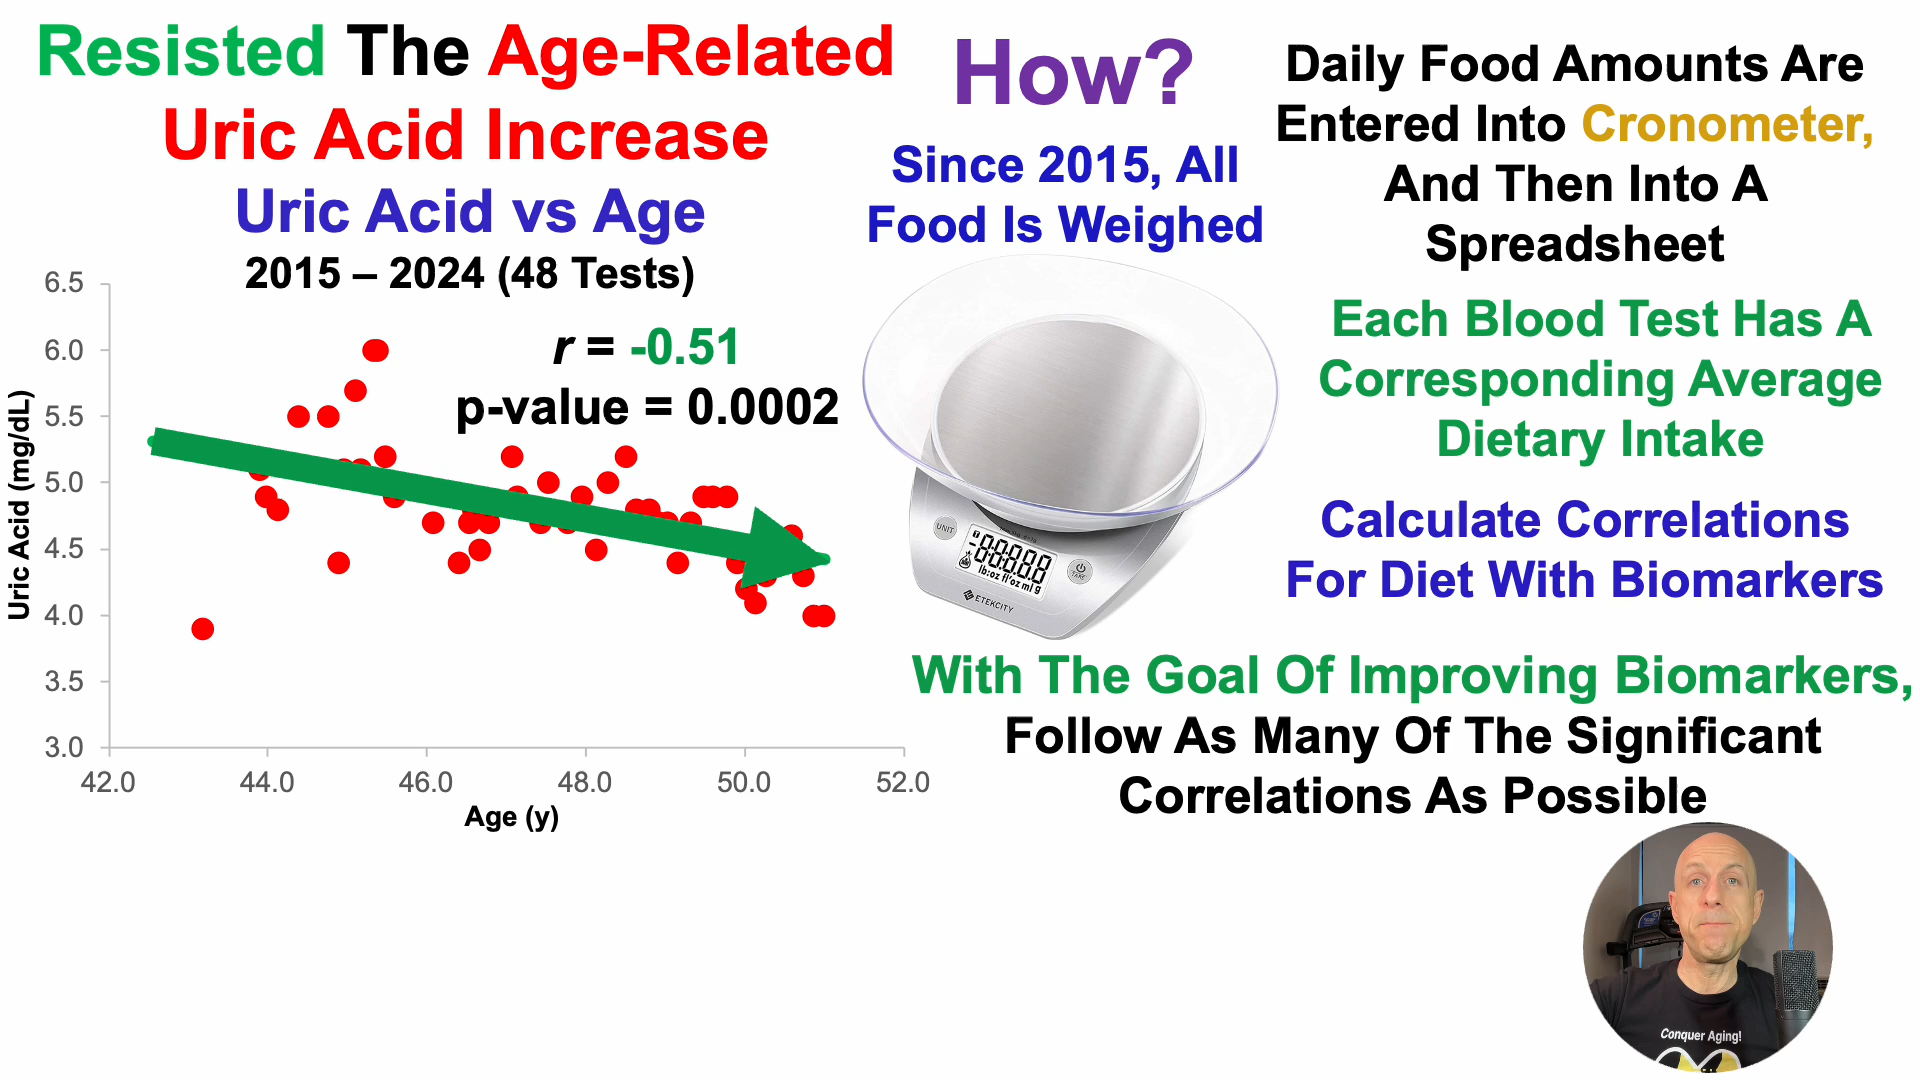 Resisted The Age-Related
Uric Acid Increase
Uric Acid vs Age
2015 – 2024 (48 Tests)
r = -0.51
p-value = 0.0002
Uric Acid (mg/dL)
6.5
6.0
5.5
5.0
4.5
4.0
3.5
3.0
42.0 44.0 46.0 48.0 50.0 52.0
Age (y)
How?
Since 2015, All
Food Is Weighed
UNIT
lb:oz fl'oz ml g
TARE
ETEKCITY
Daily Food Amounts Are
Entered Into Cronometer,
And Then Into A
Spreadsheet
Each Blood Test Has A
Corresponding Average
Dietary Intake
Calculate Correlations
For Diet With Biomarkers
With The Goal Of Improving Biomarkers,
Follow As Many Of The Significant
Correlations As Possible
Conquer Aging!